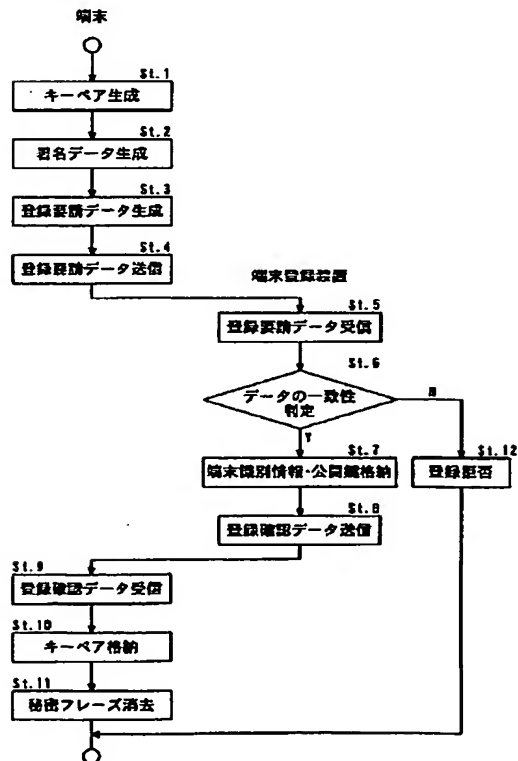 端末
St.1
キーペア生成
St.2
署名データ生成
St.3
登録要請データ生成
St.4
登録要請データ送信
端末登録装置
St.5
登録要請データ受信
St.6
データの一致性
判定
N
Y
St.7
端末識別情報・公開鍵格納
St.12
登録拒否
St.8
登録確認データ送信
St.9
登録確認データ受信
St.10
キーペア格納
St.11
秘密フレーズ消去